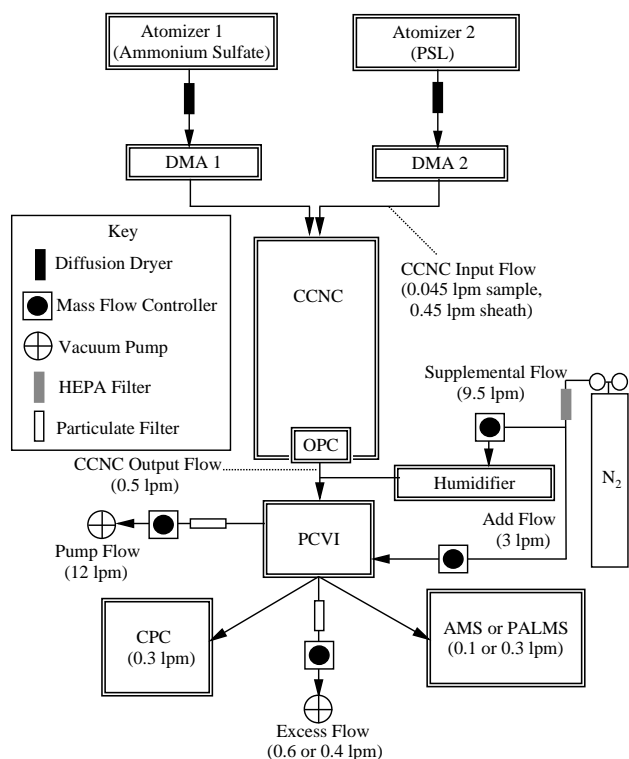 Atomizer 1
(Ammonium Sulfate)
Atomizer 2
(PSL)
DMA 1
DMA 2
Key
Diffusion Dryer
Mass Flow Controller
Vacuum Pump
HEPA Filter
Particulate Filter
CCNC
CCNC Input Flow
(0.045 lpm sample,
0.45 lpm sheath)
Supplemental Flow
(9.5 lpm)
OPC
CCNC Output Flow
(0.5 lpm)
Humidifier
N2
Add Flow
(3 lpm)
PCVI
Pump Flow
(12 lpm)
CPC
(0.3 lpm)
AMS or PALMS
(0.1 or 0.3 lpm)
Excess Flow
(0.6 or 0.4 lpm)